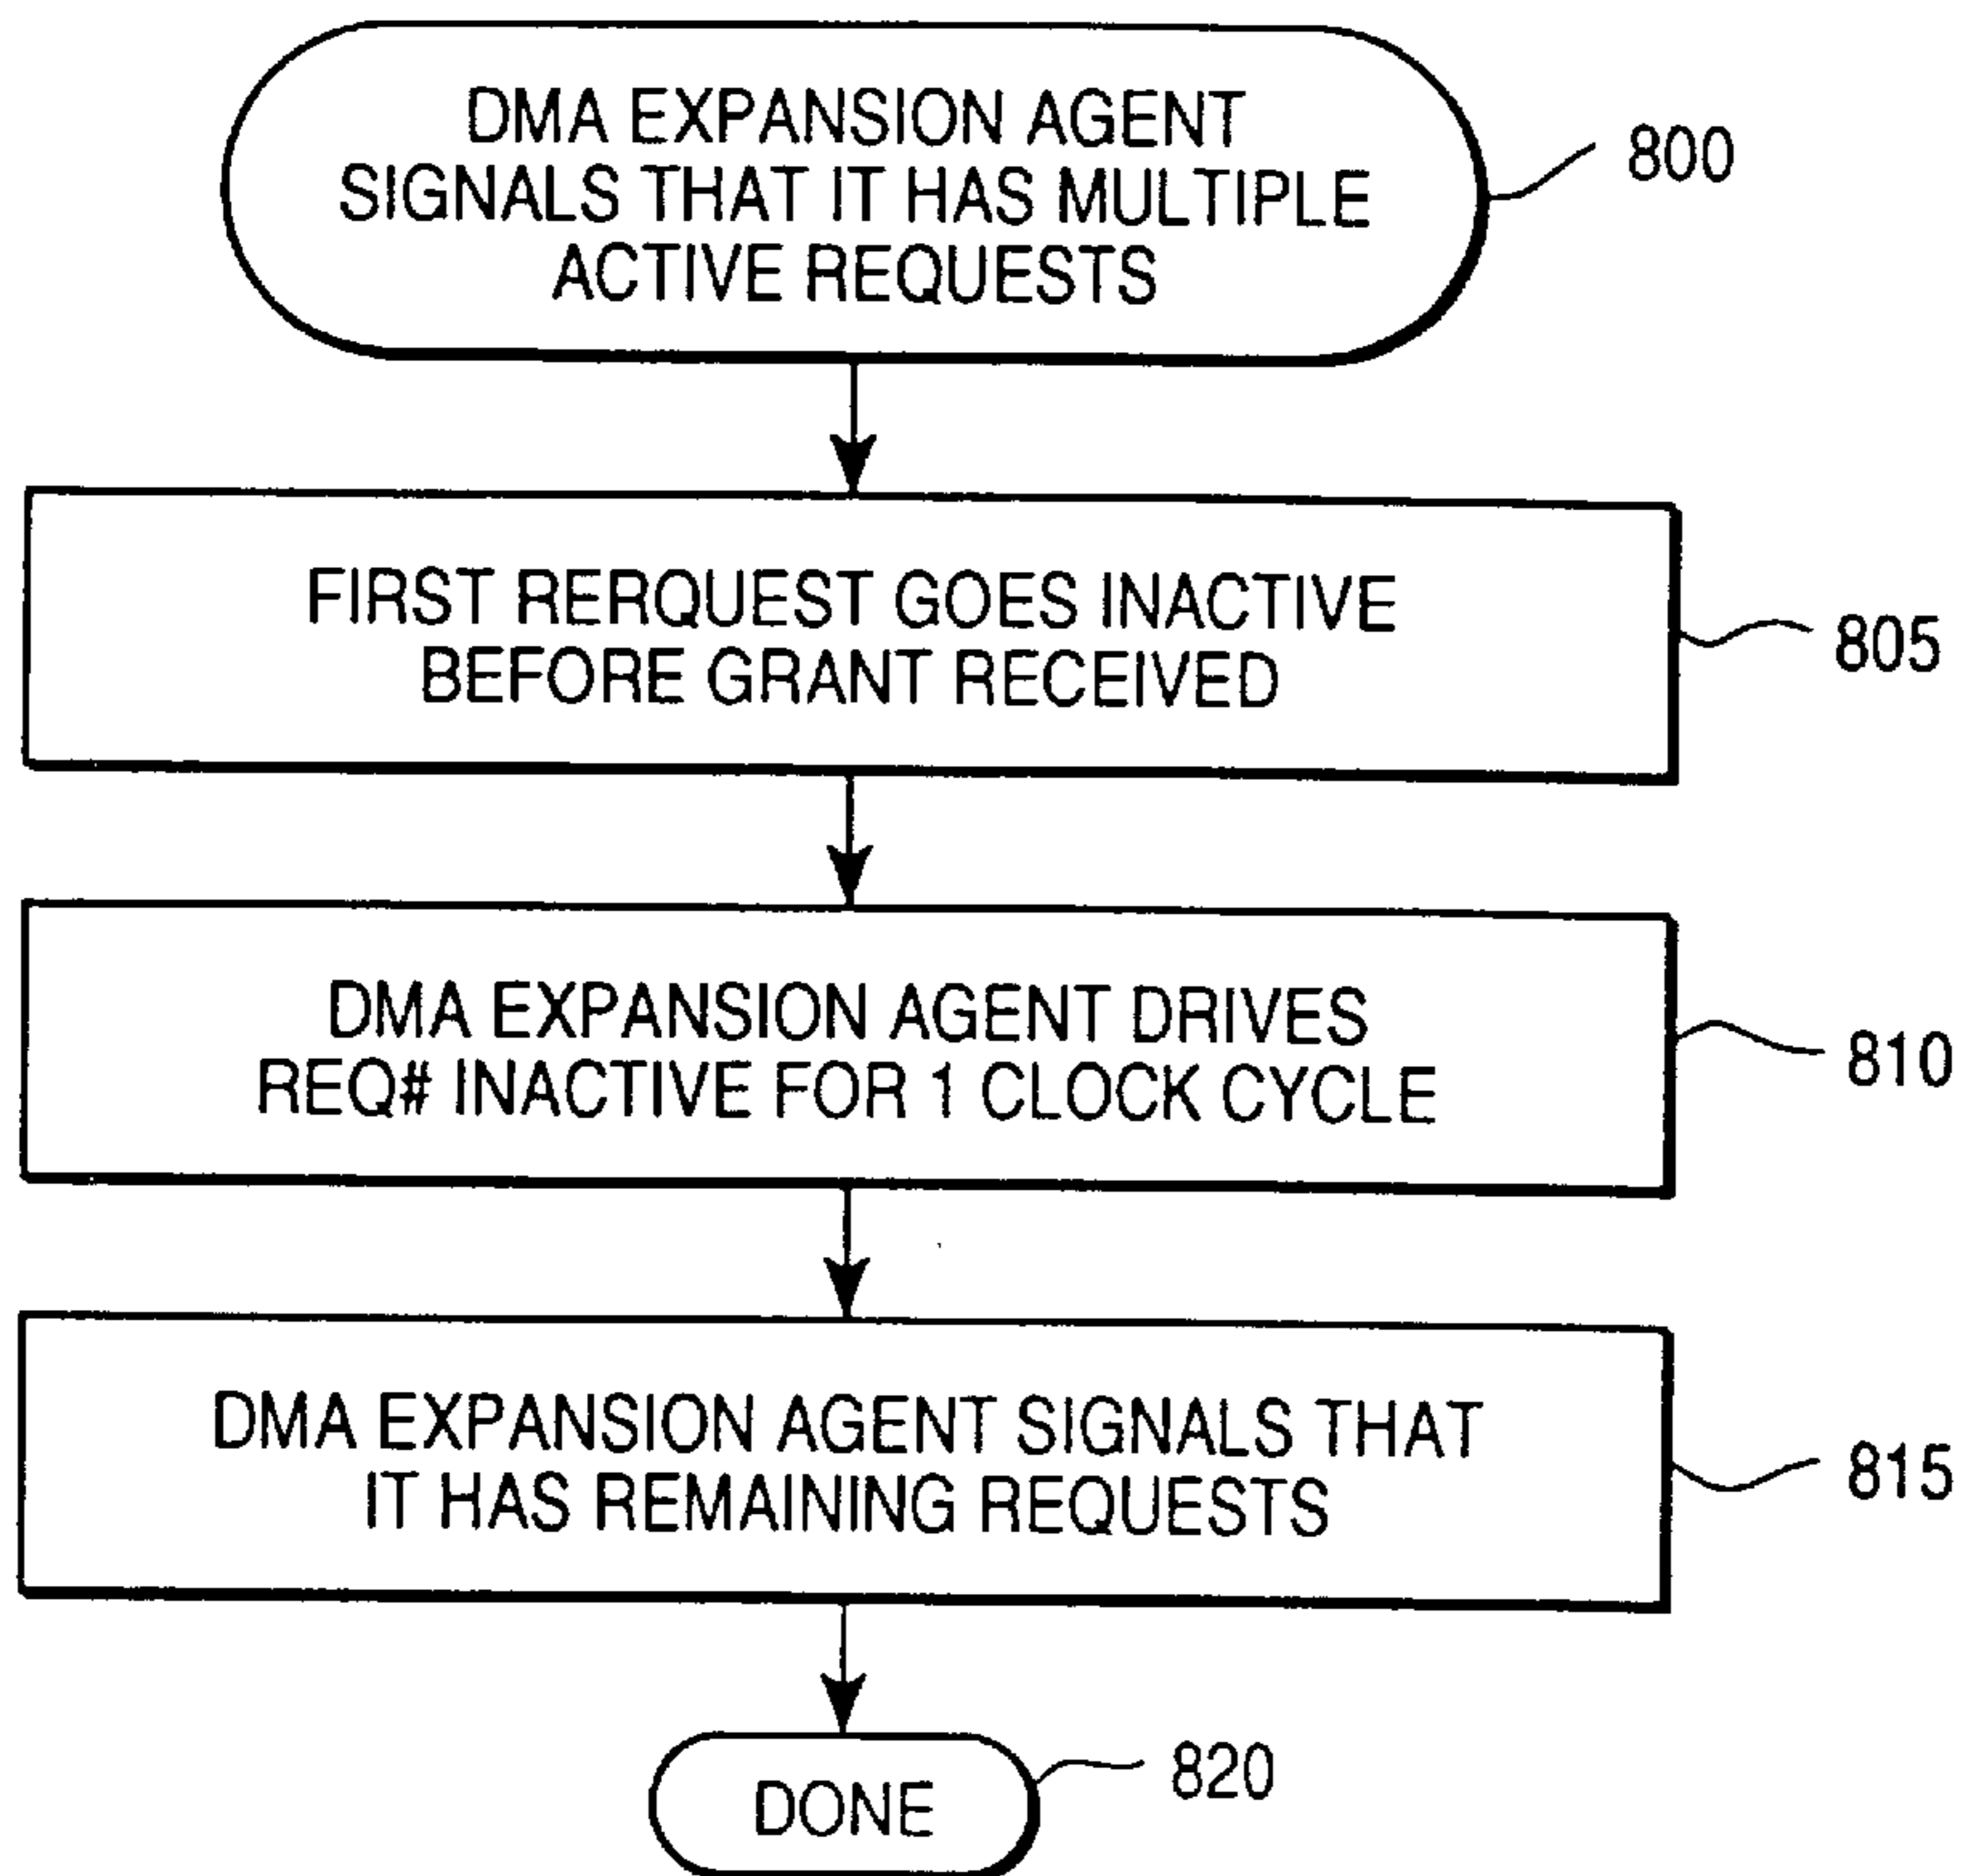 DMA EXPANSION AGENT
SIGNALS THAT IT HAS MULTIPLE
ACTIVE REQUESTS
800
FIRST RERQUEST GOES INACTIVE
BEFORE GRANT RECEIVED
805
DMA EXPANSION AGENT DRIVES
REQ# INACTIVE FOR 1 CLOCK CYCLE
810
DMA EXPANSION AGENT SIGNALS THAT
IT HAS REMAINING REQUESTS
815
DONE
820